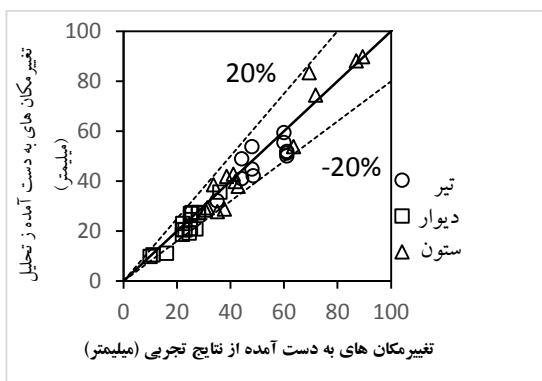 تغییرمکان های به دست آمده از تحلیل
(میلیمتر)
100
80
60
40
20
0
20%
-20%
تیر
دیوار
ستون
0 20 40 60 80 100
تغییرمکان های به دست آمده از نتایج تجربی (میلیمتر)